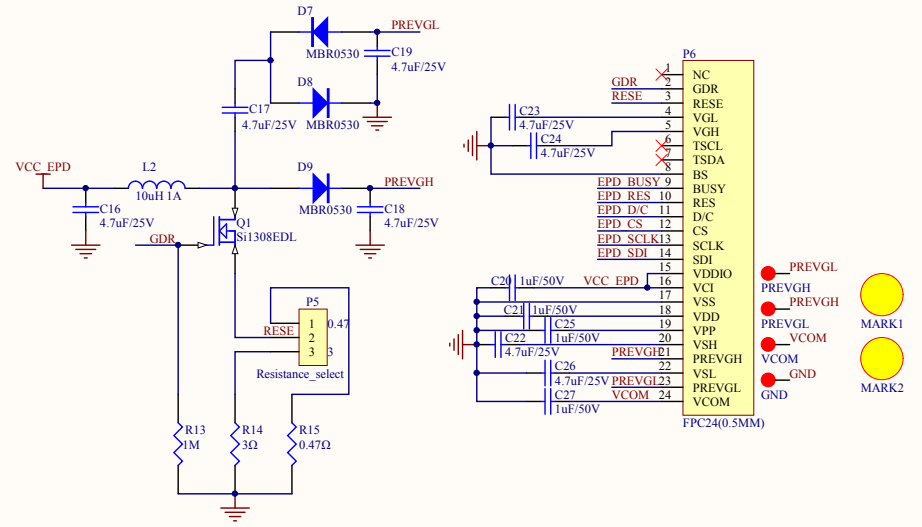 D7
MBR0530
PREVGL
C19
4.7uF/25V
D8
MBR0530
C17
4.7uF/25V
VCC_EPD
L2
10uH 1A
D9
MBR0530
PREVGH
C16
4.7uF/25V
C18
4.7uF/25V
GDR
Q1
Si1308EDL
P5
1
2
3
0.47
3
RESE
Resistance_select
R13
1M
R14
3Ω
R15
0.47Ω
P6
1 NC
GDR 2 GDR
RESE 3 RESE
4 VGL
5 VGH
6 TSCL
7 TSDA
8 BS
EPD_BUSY 9 BUSY
EPD_RES 10 RES
EPD_D/C 11 D/C
EPD_CS 12 CS
EPD_SCLK 13 SCLK
EPD_SDI 14 SDI
15 VDDIO
VCC_EPD 16 VCI
17 VSS
18 VDD
19 VPP
20 VSH
PREVGH 21 PREVGH
22 VSL
PREVGL 23 PREVGL
VCOM 24 VCOM
FPC24(0.5MM)
C23
4.7uF/25V
C24
4.7uF/25V
C20 1uF/50V
C21 1uF/50V
C25
1uF/50V
C22
4.7uF/25V
C26
4.7uF/25V
C27
1uF/50V
PREVGL
PREVGH
PREVGH
PREVGL
VCOM
VCOM
GND
GND
MARK1
MARK2